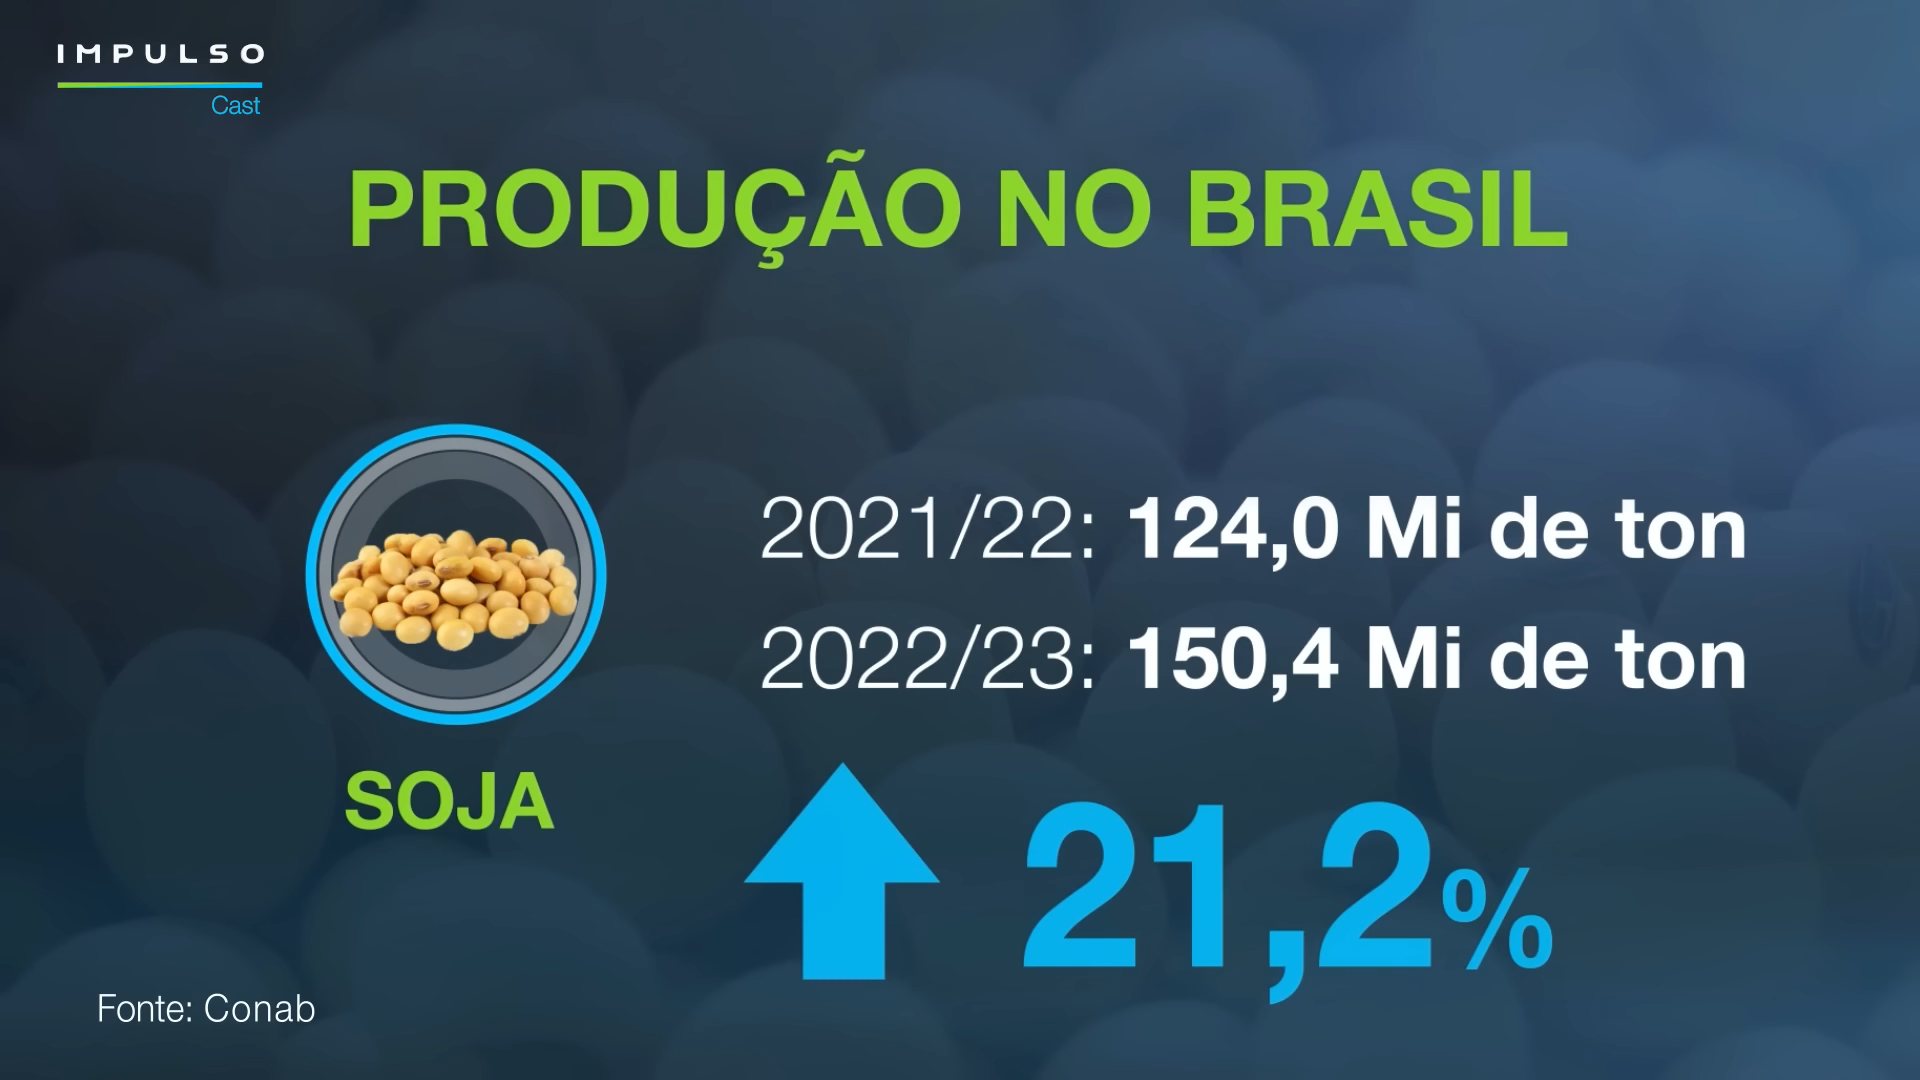 IMPULSO
Cast
PRODUÇÃO NO BRASIL
2021/22: 124,0 Mi de ton
2022/23: 150,4 Mi de ton
SOJA
21,2%
Fonte: Conab